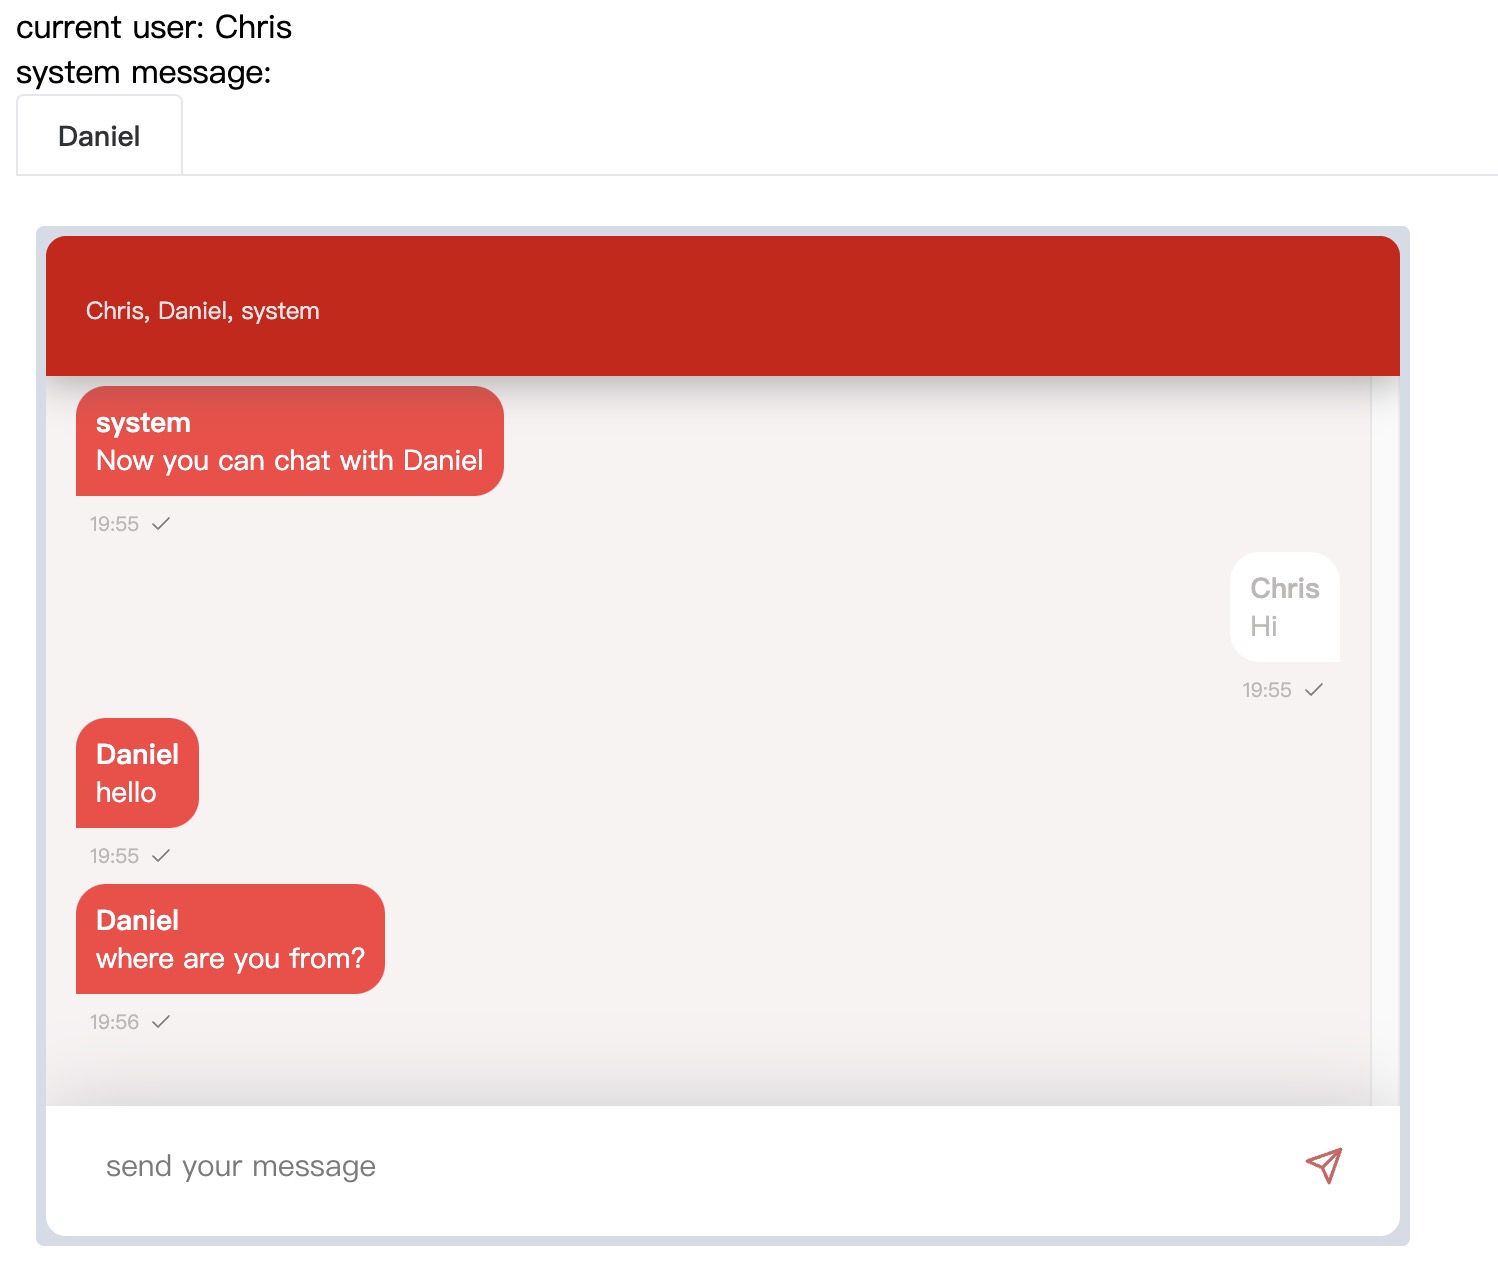 current user: Chris
system message:
Daniel
Chris, Daniel, system
system
Now you can chat with Daniel
19:55
Chris
Hi
19:55
Daniel
hello
19:55
Daniel
where are you from?
19:56
send your message